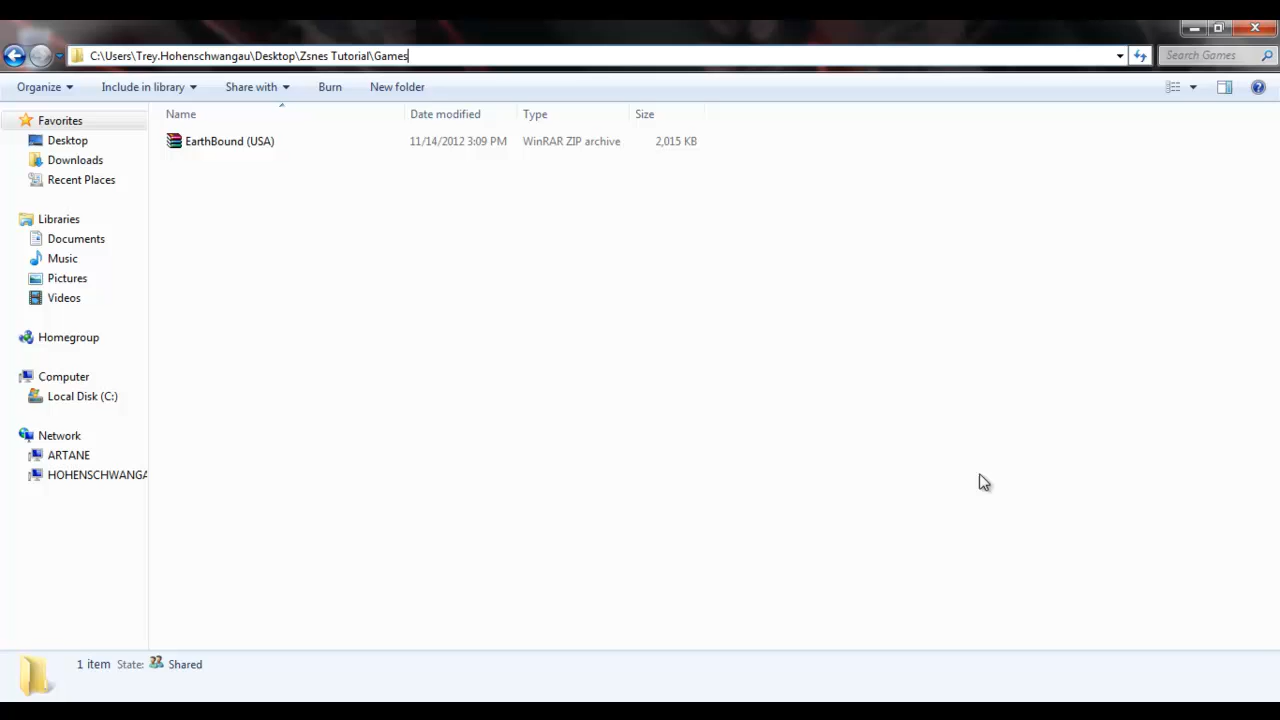 C:\Users\Trey.Hohenschwangau\Desktop\Zsnes Tutorial\Games
Search Games
Organize
Include in library
Share with
Burn
New folder
Favorites
Desktop
Downloads
Recent Places
Libraries
Documents
Music
Pictures
Videos
Homegroup
Computer
Local Disk (C:)
Network
ARTANE
HOHENSCHWANGA
Name Date modified Type Size
EarthBound (USA) 11/14/2012 3:09 PM WinRAR ZIP archive 2,015 KB
1 item State: Shared